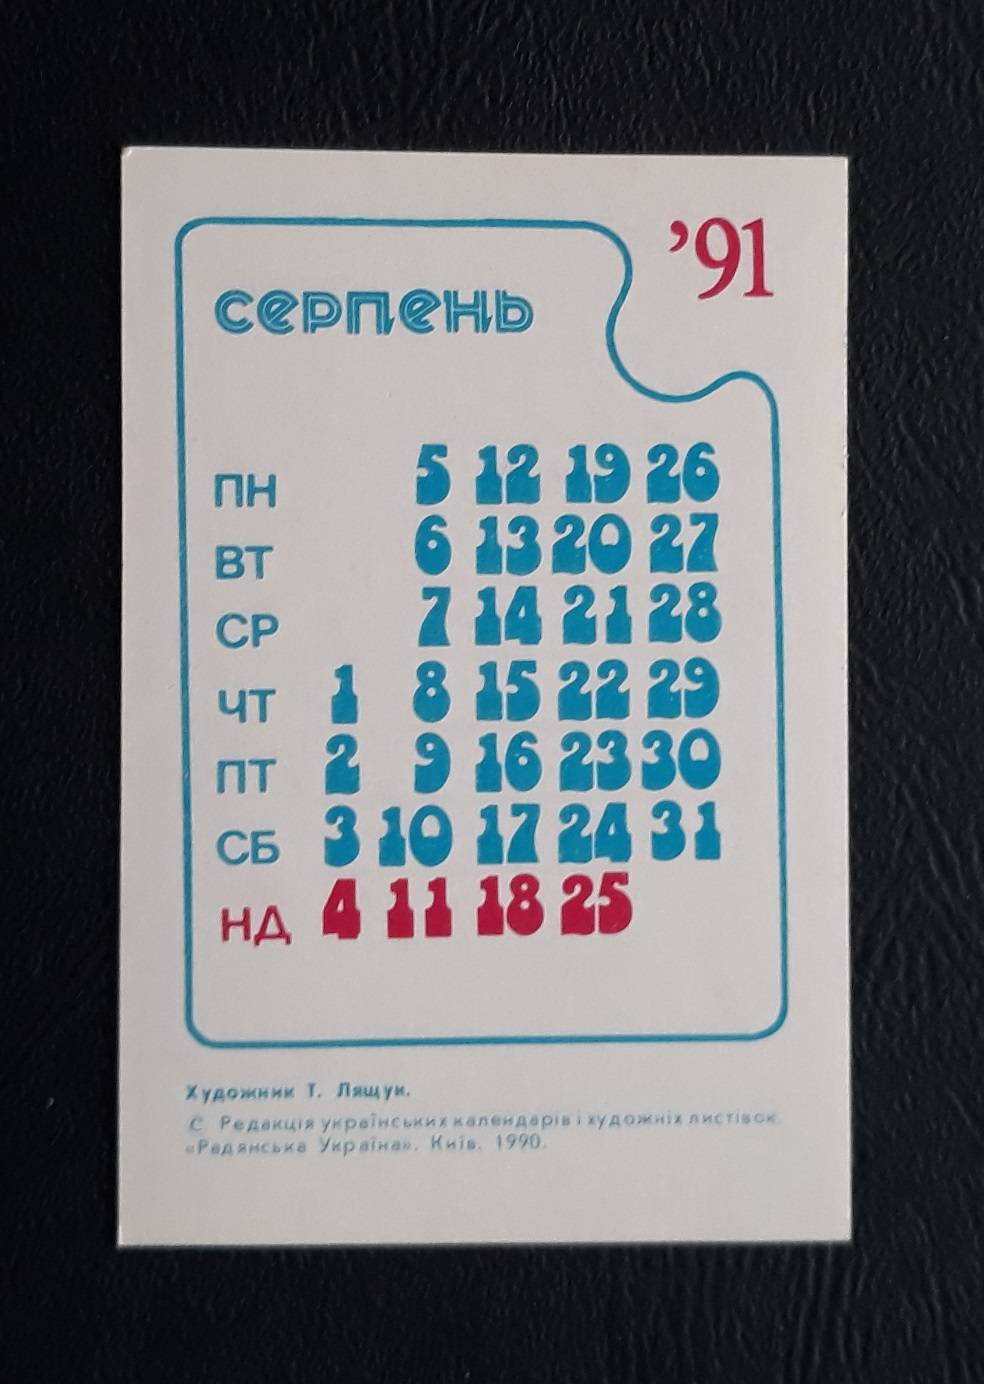 '91
серпень
ПН 5 12 19 26
ВТ 6 13 20 27
СР 7 14 21 28
ЧТ 1 8 15 22 29
ПТ 2 9 16 23 30
СБ 3 10 17 24 31
НД 4 11 18 25
Художник Т. Лящук.
© Редакція українських календарів і художніх листівок
«Радянська Україна». Київ. 1990.